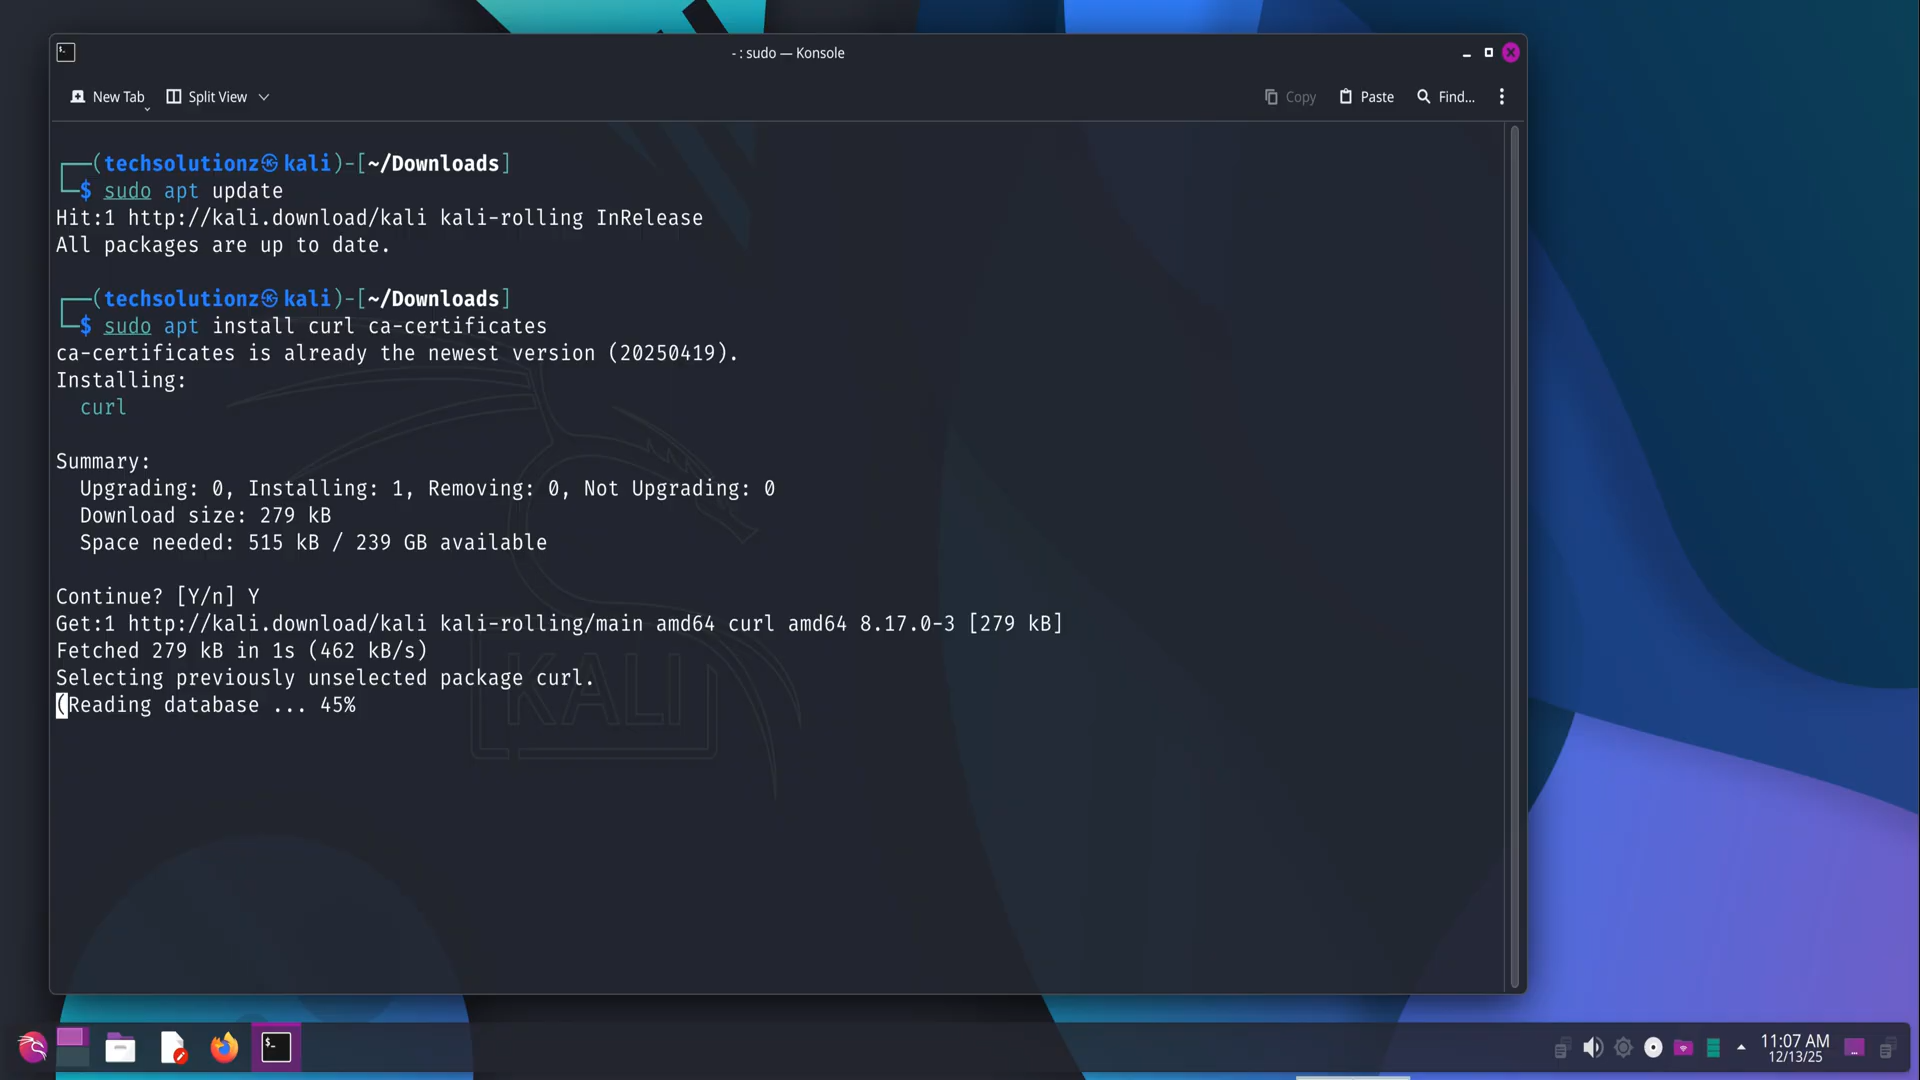 - : sudo — Konsole
New Tab Split View Copy Paste Find...
┌──(techsolutionz㉿kali)-[~/Downloads]
└─$ sudo apt update
Hit:1 http://kali.download/kali kali-rolling InRelease
All packages are up to date.
┌──(techsolutionz㉿kali)-[~/Downloads]
└─$ sudo apt install curl ca-certificates
ca-certificates is already the newest version (20250419).
Installing:
curl
Summary:
Upgrading: 0, Installing: 1, Removing: 0, Not Upgrading: 0
Download size: 279 kB
Space needed: 515 kB / 239 GB available
Continue? [Y/n] Y
Get:1 http://kali.download/kali kali-rolling/main amd64 curl amd64 8.17.0-3 [279 kB]
Fetched 279 kB in 1s (462 kB/s)
Selecting previously unselected package curl.
(Reading database ... 45%
KALI
11:07 AM
12/13/25